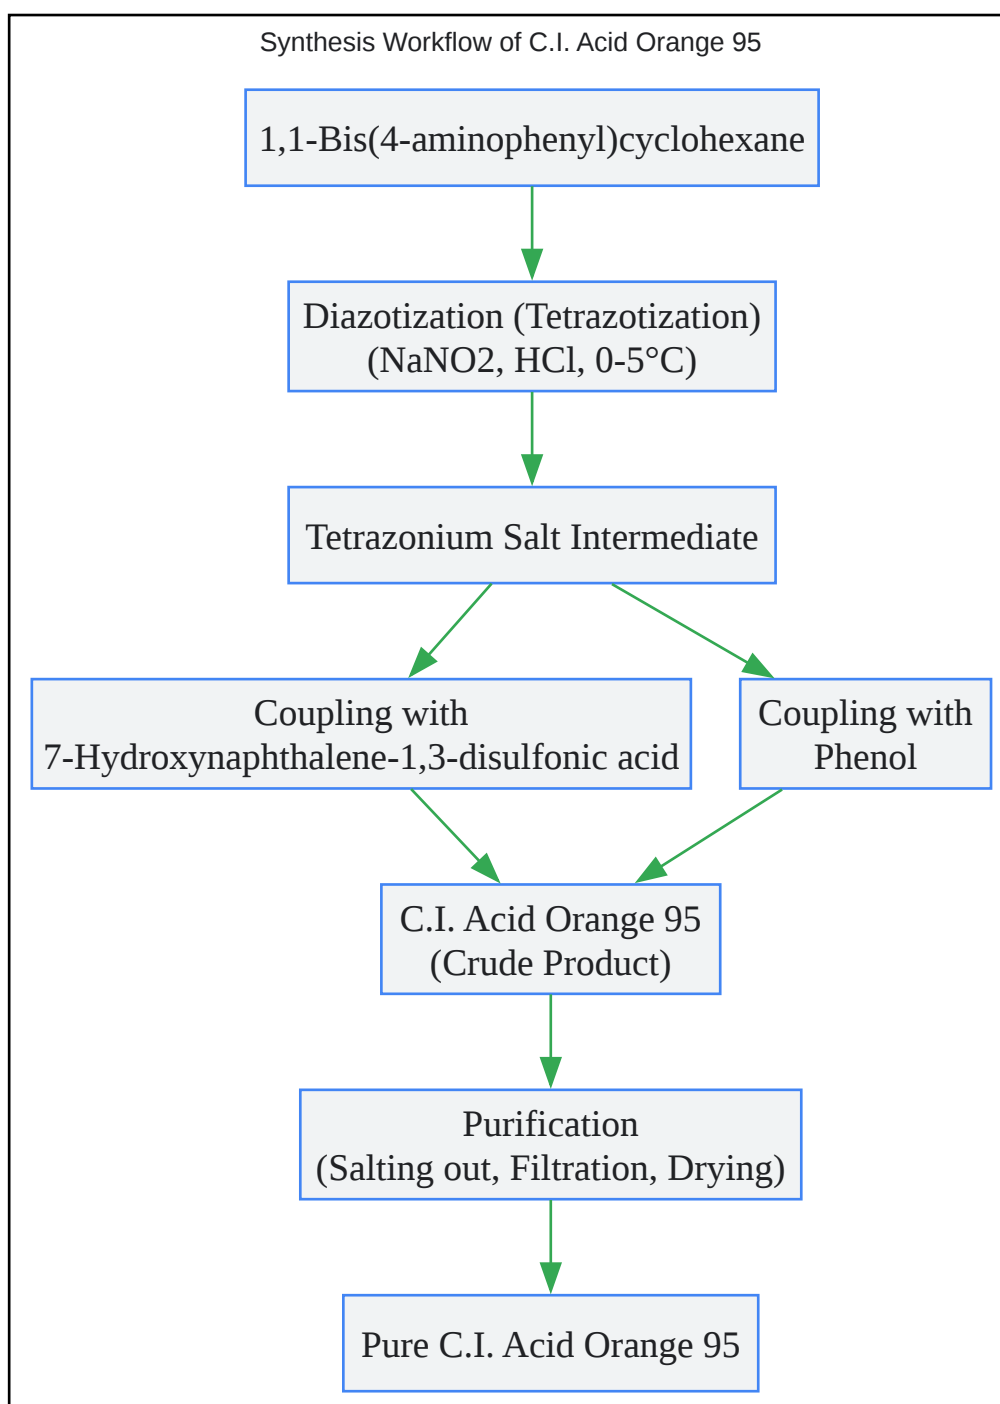 Synthesis Workflow of C.I. Acid Orange 95
1,1-Bis(4-aminophenyl)cyclohexane
Diazotization (Tetrazotization)
(NaNO2, HCl, 0-5°C)
Tetrazonium Salt Intermediate
Coupling with
7-Hydroxynaphthalene-1,3-disulfonic acid
Coupling with
Phenol
C.I. Acid Orange 95
(Crude Product)
Purification
(Salting out, Filtration, Drying)
Pure C.I. Acid Orange 95